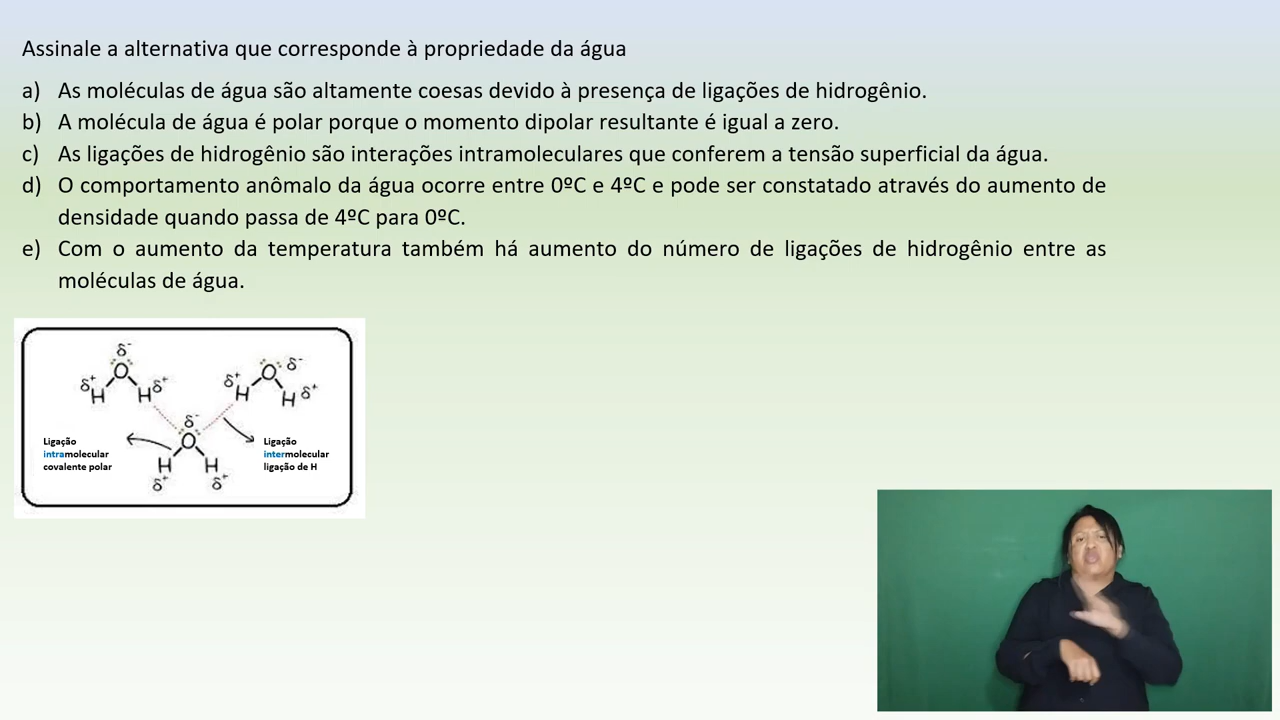 Assinale a alternativa que corresponde à propriedade da água
a) As moléculas de água são altamente coesas devido à presença de ligações de hidrogênio.
b) A molécula de água é polar porque o momento dipolar resultante é igual a zero.
c) As ligações de hidrogênio são interações intramoleculares que conferem a tensão superficial da água.
d) O comportamento anômalo da água ocorre entre 0ºC e 4ºC e pode ser constatado através do aumento de
densidade quando passa de 4ºC para 0ºC.
e) Com o aumento da temperatura também há aumento do número de ligações de hidrogênio entre as
moléculas de água.
δ⁻
O
δ⁺ H H δ⁺
δ⁻
O
δ⁺ H H δ⁺
δ⁻
O
H H
δ⁺ δ⁺
Ligação
intramolecular
covalente polar
Ligação
intermolecular
ligação de H